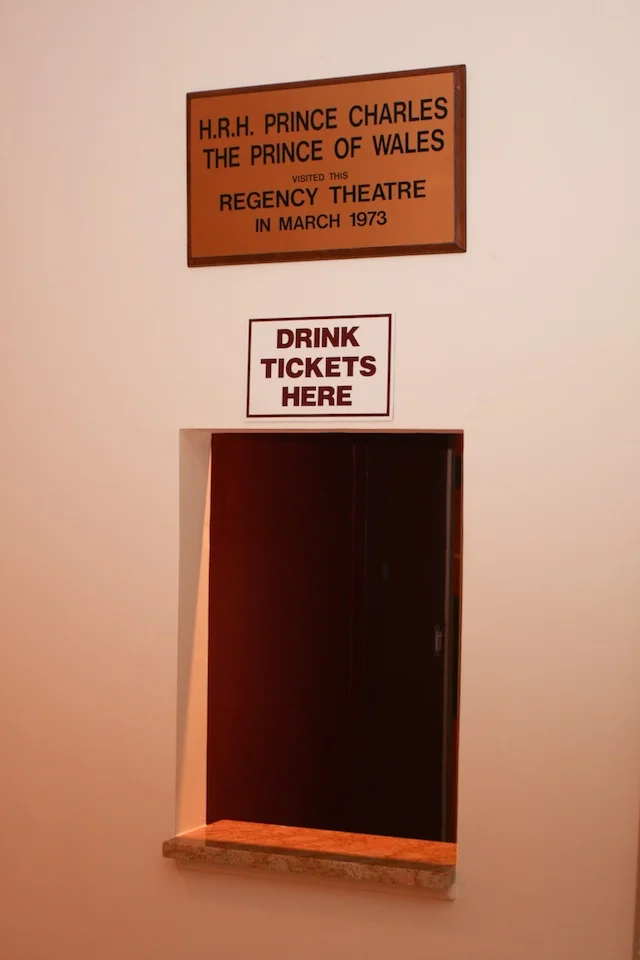 H.R.H. PRINCE CHARLES
THE PRINCE OF WALES
VISITED THIS
REGENCY THEATRE
IN MARCH 1973
DRINK
TICKETS
HERE